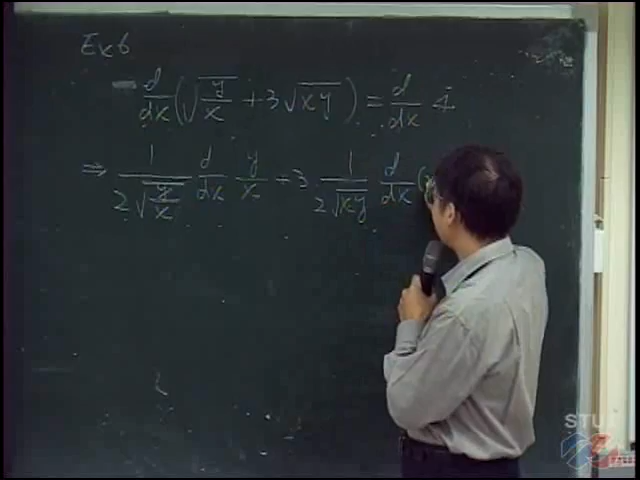 Ex6
d/dx(√(y/x) + 3√(xy)) = d/dx 4
⇒ 1/(2√(y/x)) d/dx y/x + 3 1/(2√(xy)) d/dx (
STU